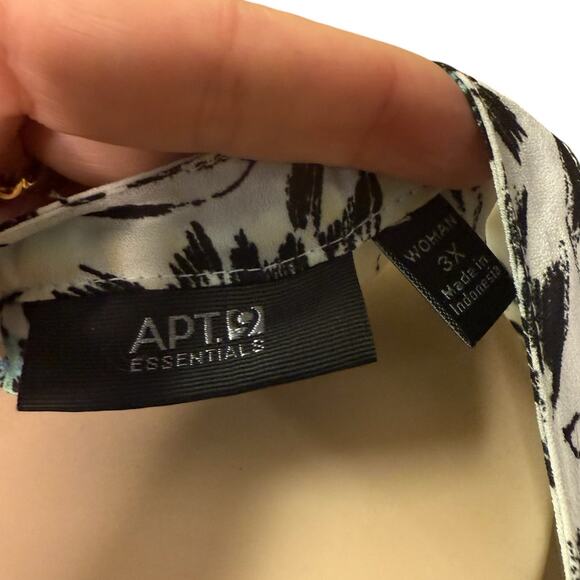 APT.9
ESSENTIALS
WOMAN
3X
Made in
Indonesia